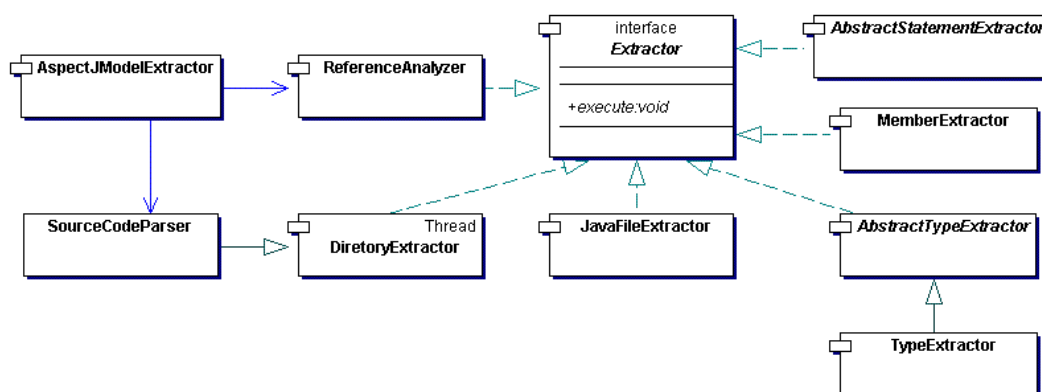 interface
Extractor
+execute:void
AbstractStatementExtractor
AspectJModelExtractor
ReferenceAnalyzer
MemberExtractor
SourceCodeParser
Thread
DiretoryExtractor
JavaFileExtractor
AbstractTypeExtractor
TypeExtractor